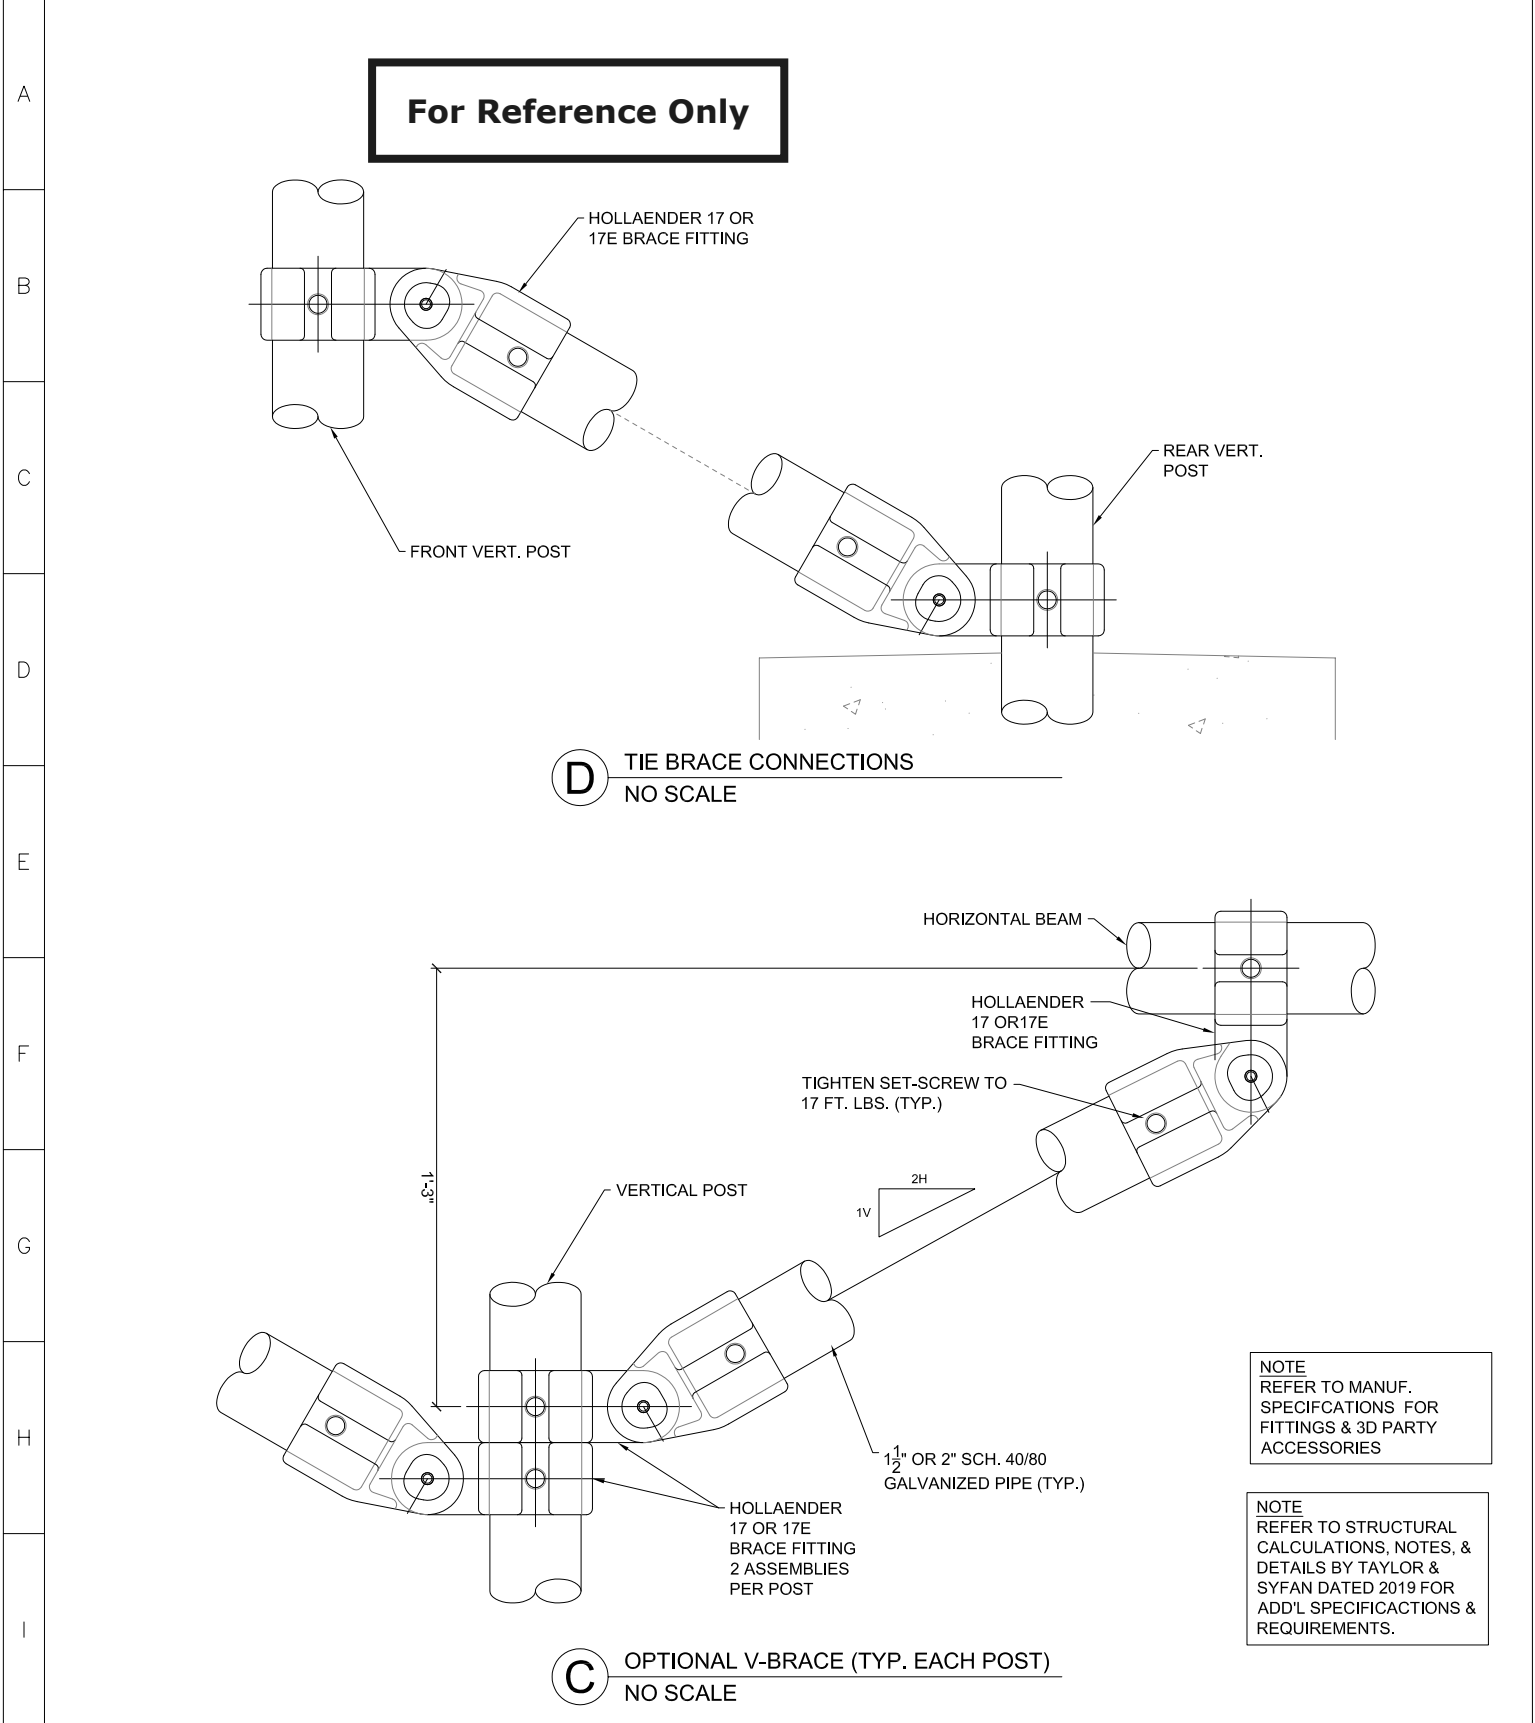 A
B
C
D
E
F
G
H
I
For Reference Only
HOLLAENDER 17 OR
17E BRACE FITTING
REAR VERT.
POST
FRONT VERT. POST
D
TIE BRACE CONNECTIONS
NO SCALE
HORIZONTAL BEAM
HOLLAENDER
17 OR17E
BRACE FITTING
TIGHTEN SET-SCREW TO
17 FT. LBS. (TYP.)
1'-3"
2H
1V
VERTICAL POST
1 1/2" OR 2" SCH. 40/80
GALVANIZED PIPE (TYP.)
HOLLAENDER
17 OR 17E
BRACE FITTING
2 ASSEMBLIES
PER POST
NOTE
REFER TO MANUF.
SPECIFCATIONS FOR
FITTINGS & 3D PARTY
ACCESSORIES
NOTE
REFER TO STRUCTURAL
CALCULATIONS, NOTES, &
DETAILS BY TAYLOR &
SYFAN DATED 2019 FOR
ADD'L SPECIFICACTIONS &
REQUIREMENTS.
C
OPTIONAL V-BRACE (TYP. EACH POST)
NO SCALE